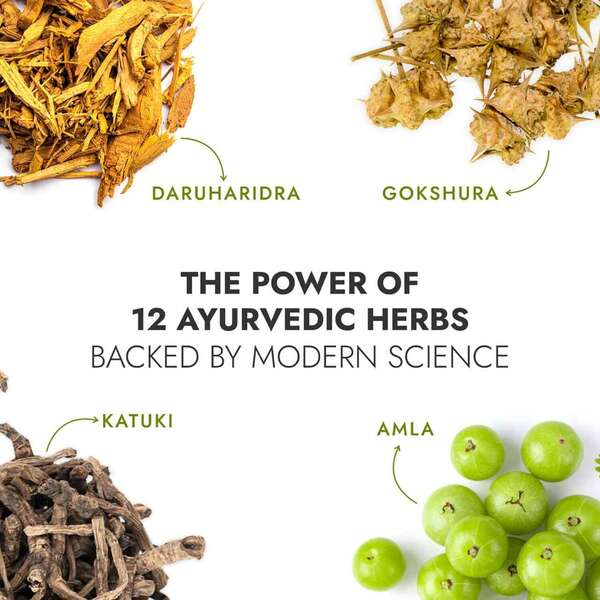 DARUHARIDRA
GOKSHURA
THE POWER OF
12 AYURVEDIC HERBS
BACKED BY MODERN SCIENCE
KATUKI
AMLA